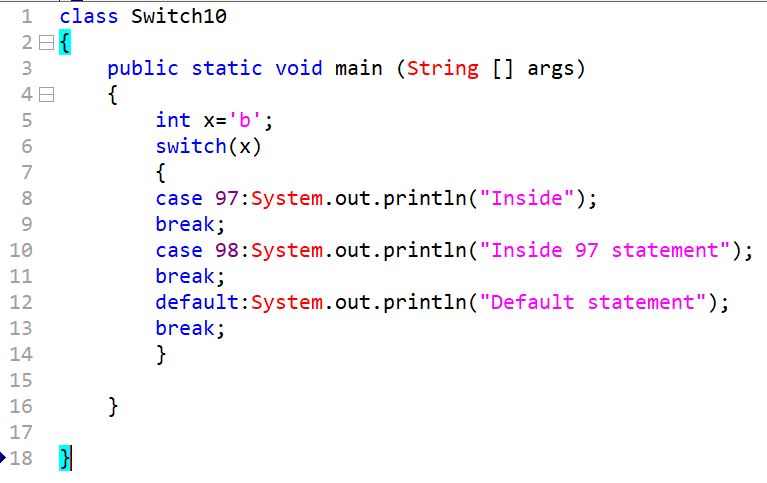 1 class Switch10
2 {
3 public static void main (String [] args)
4 {
5 int x='b';
6 switch(x)
7 {
8 case 97:System.out.println("Inside");
9 break;
10 case 98:System.out.println("Inside 97 statement");
11 break;
12 default:System.out.println("Default statement");
13 break;
14 }
15
16 }
17
18 }